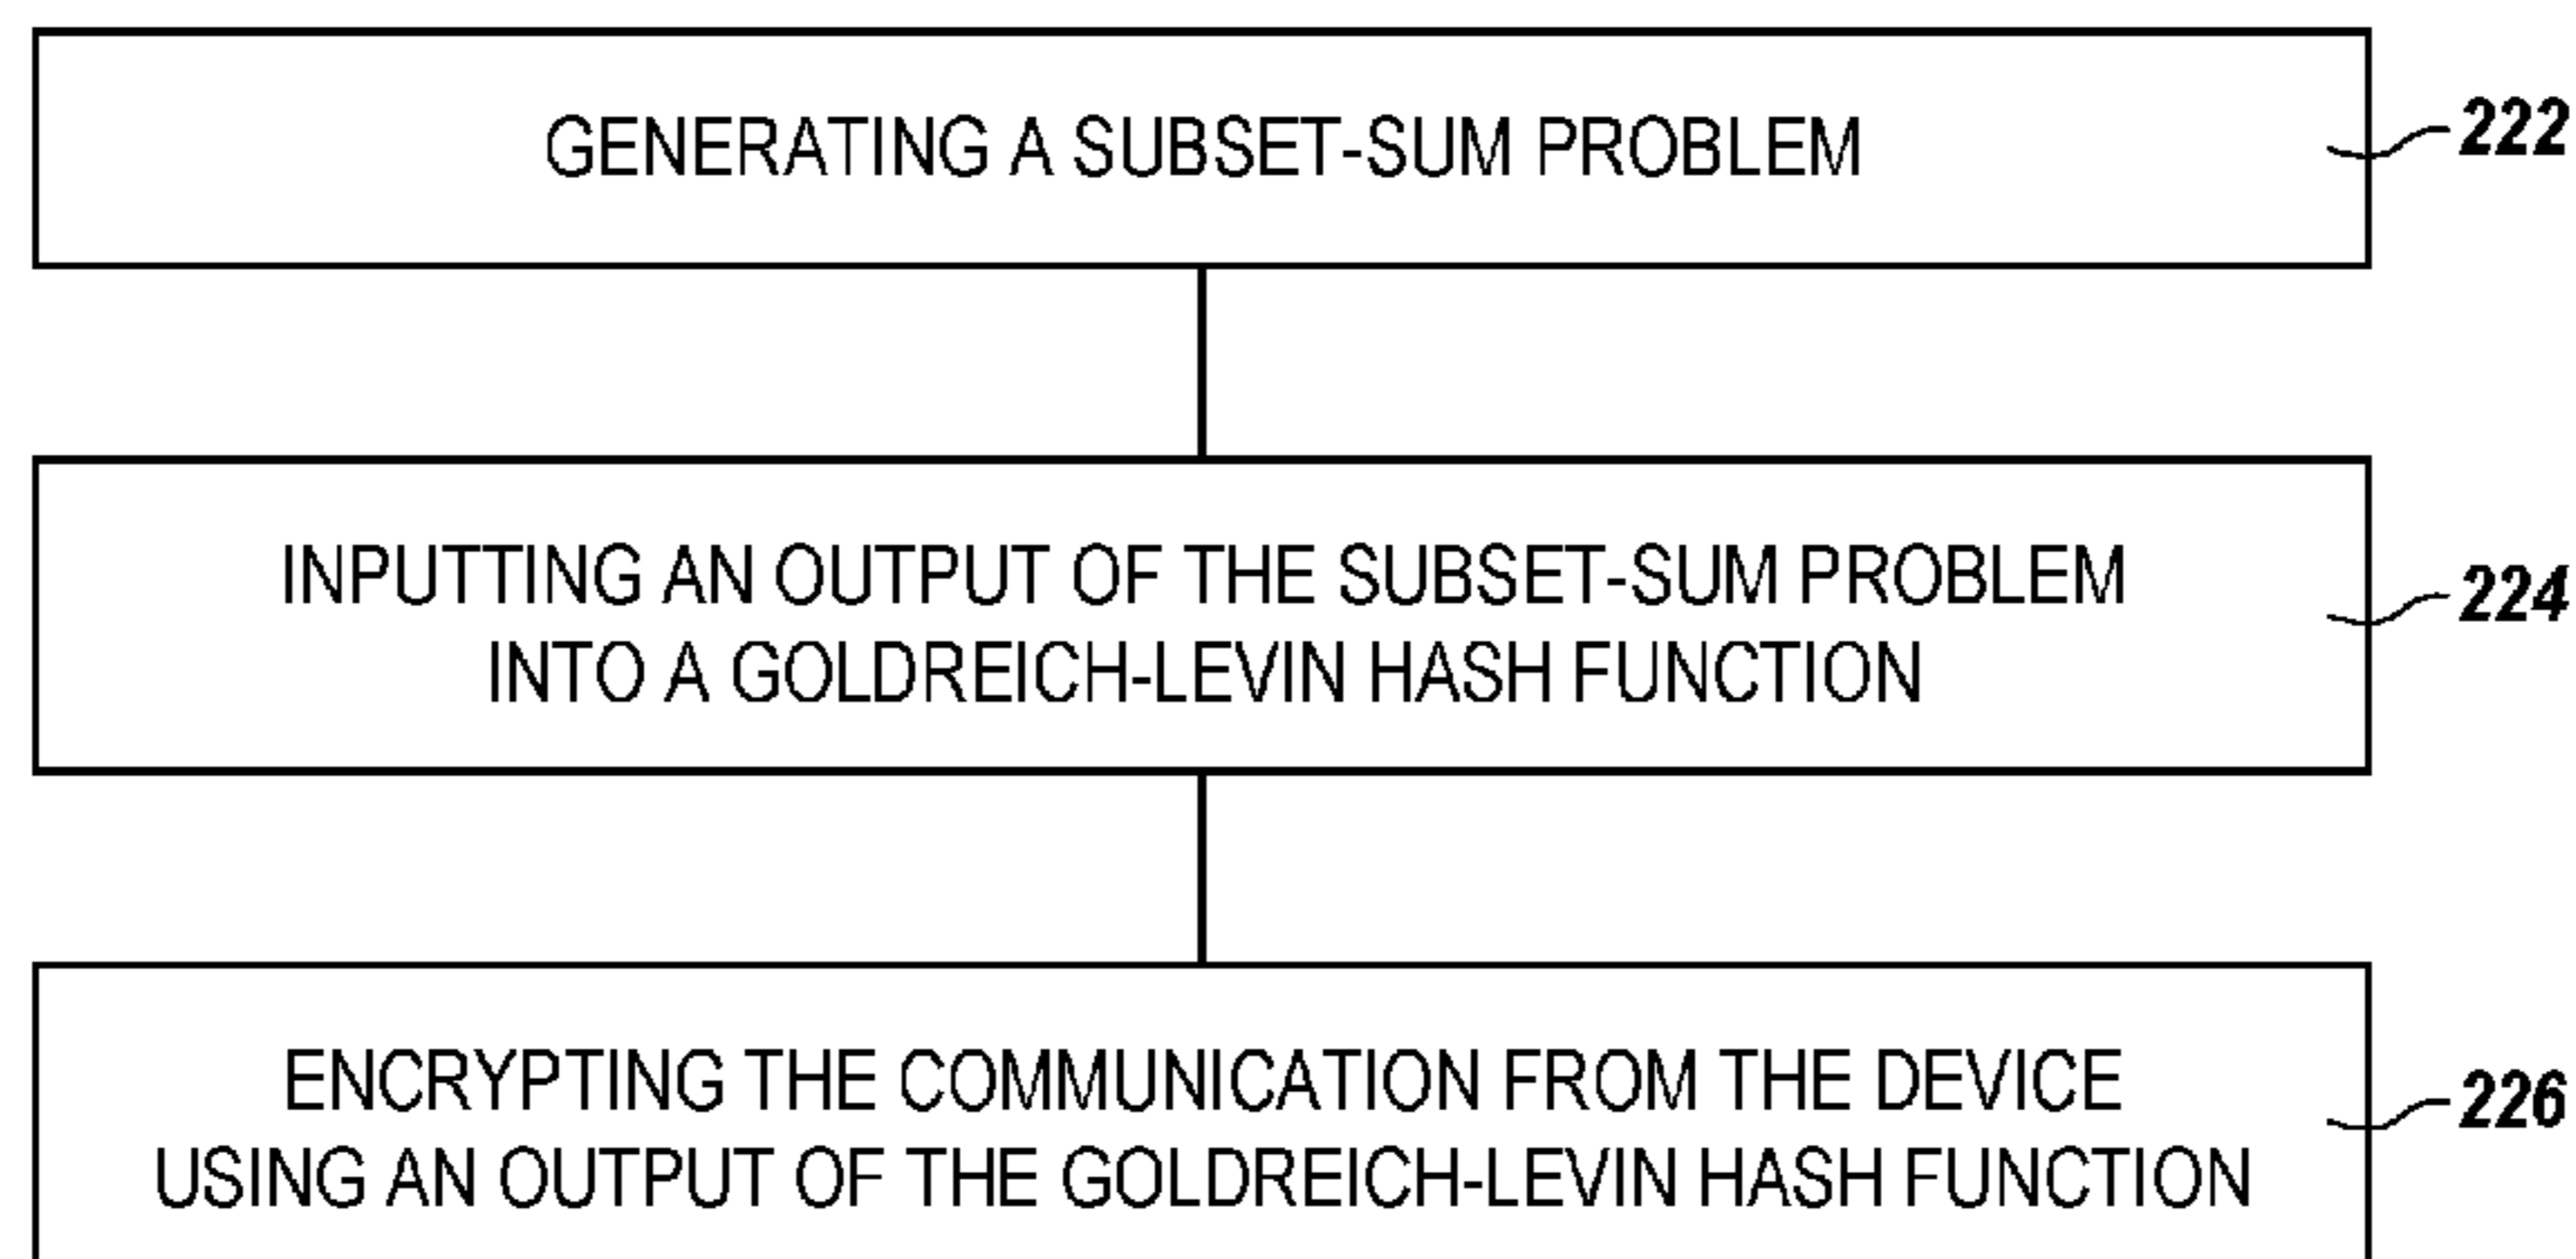 GENERATING A SUBSET-SUM PROBLEM
222
INPUTTING AN OUTPUT OF THE SUBSET-SUM PROBLEM
INTO A GOLDREICH-LEVIN HASH FUNCTION
224
ENCRYPTING THE COMMUNICATION FROM THE DEVICE
USING AN OUTPUT OF THE GOLDREICH-LEVIN HASH FUNCTION
226